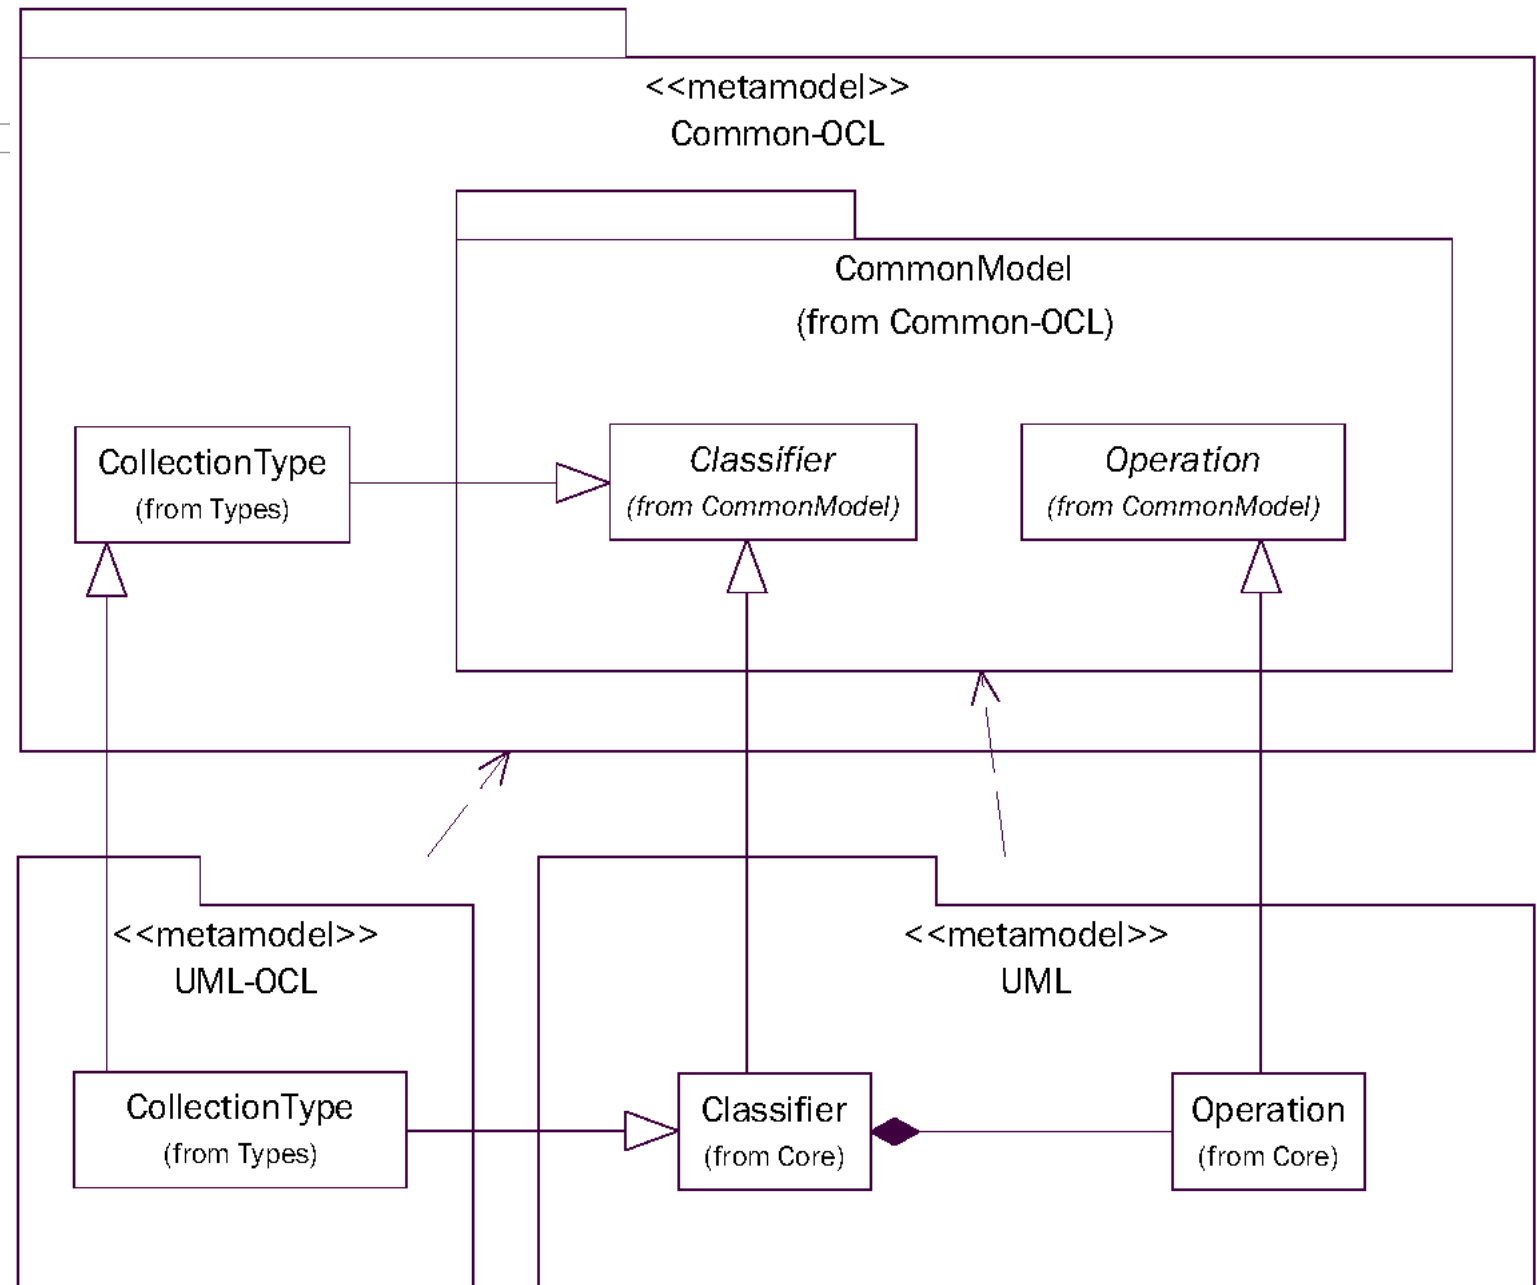 <<metamodel>>
Common-OCL
CommonModel
(from Common-OCL)
CollectionType
(from Types)
Classifier
(from CommonModel)
Operation
(from CommonModel)
<<metamodel>>
UML-OCL
<<metamodel>>
UML
CollectionType
(from Types)
Classifier
(from Core)
Operation
(from Core)